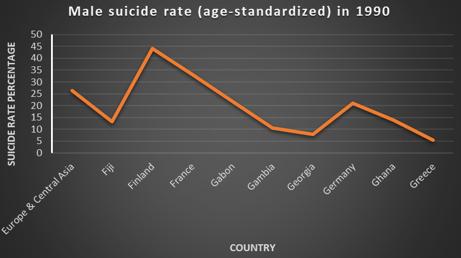 Male suicide rate (age-standardized) in 1990
SUICIDE RATE PERCENTAGE
50
45
40
35
30
25
20
15
10
5
0
Europe & Central Asia
Fiji
Finland
France
Gabon
Gambia
Georgia
Germany
Ghana
Greece
COUNTRY